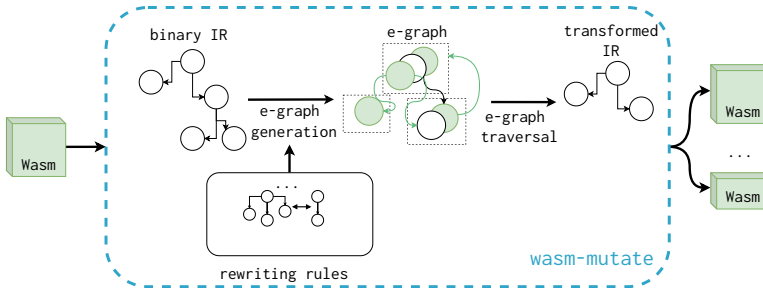 binary IR
e-graph
transformed
IR
e-graph
generation
e-graph
traversal
Wasm
Wasm
...
Wasm
...
rewriting rules
wasm-mutate